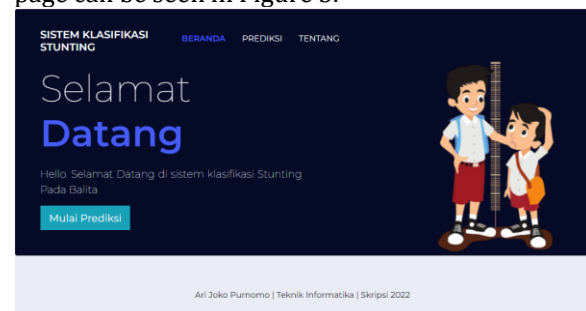 page can be seen in Figure 3.
SISTEM KLASIFIKASI
STUNTING
BERANDA PREDIKSI TENTANG
Selamat
Datang
Hello. Selamat Datang di sistem klasifikasi Stunting
Pada Balita
Mulai Prediksi
Ari Joko Purnomo | Teknik Informatika | Skripsi 2022